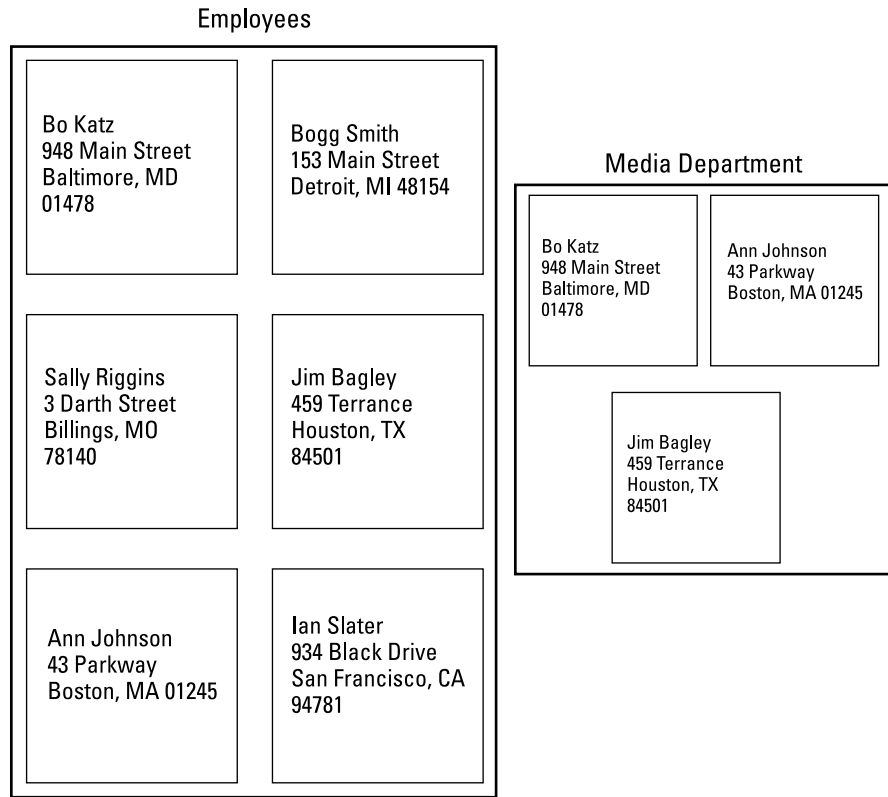 Employees
Bo Katz
948 Main Street
Baltimore, MD
01478
Bogg Smith
153 Main Street
Detroit, MI 48154
Sally Riggins
3 Darth Street
Billings, MO
78140
Jim Bagley
459 Terrance
Houston, TX
84501
Ann Johnson
43 Parkway
Boston, MA 01245
Ian Slater
934 Black Drive
San Francisco, CA
94781
Media Department
Bo Katz
948 Main Street
Baltimore, MD
01478
Ann Johnson
43 Parkway
Boston, MA 01245
Jim Bagley
459 Terrance
Houston, TX
84501